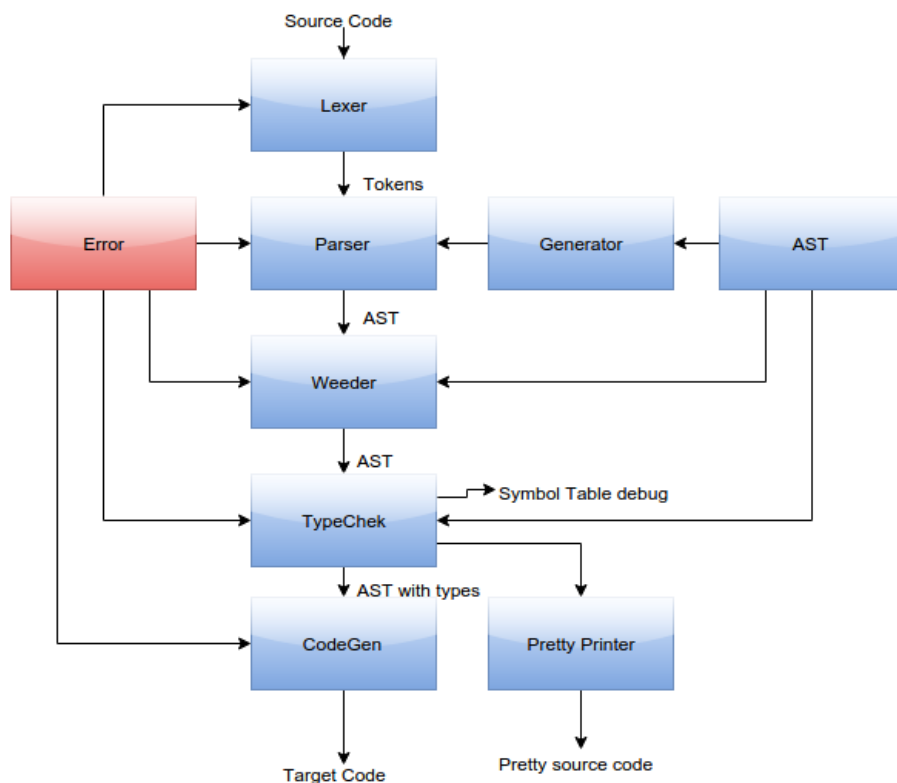 Source Code
Lexer
Tokens
Error
Parser
Generator
AST
AST
Weeder
AST
Symbol Table debug
TypeChek
AST with types
CodeGen
Pretty Printer
Target Code
Pretty source code